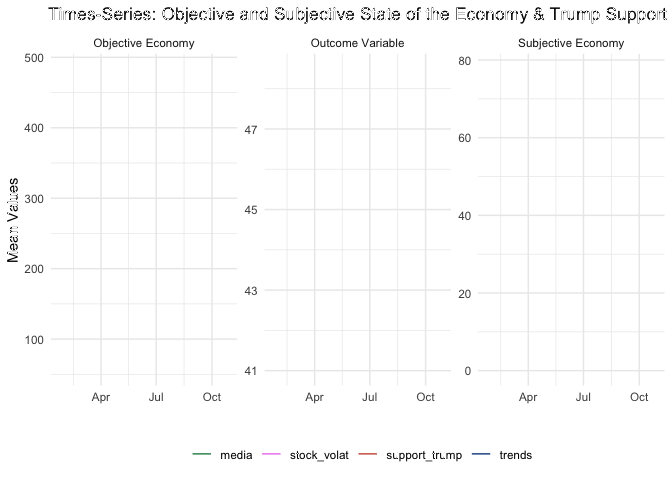 Times-Series: Objective and Subjective State of the Economy & Trump Support
Objective Economy
Outcome Variable
Subjective Economy
Mean Values
500
400
300
200
100
47
45
43
41
80
60
40
20
0
Apr Jul Oct
Apr Jul Oct
Apr Jul Oct
media stock_volat support_trump trends